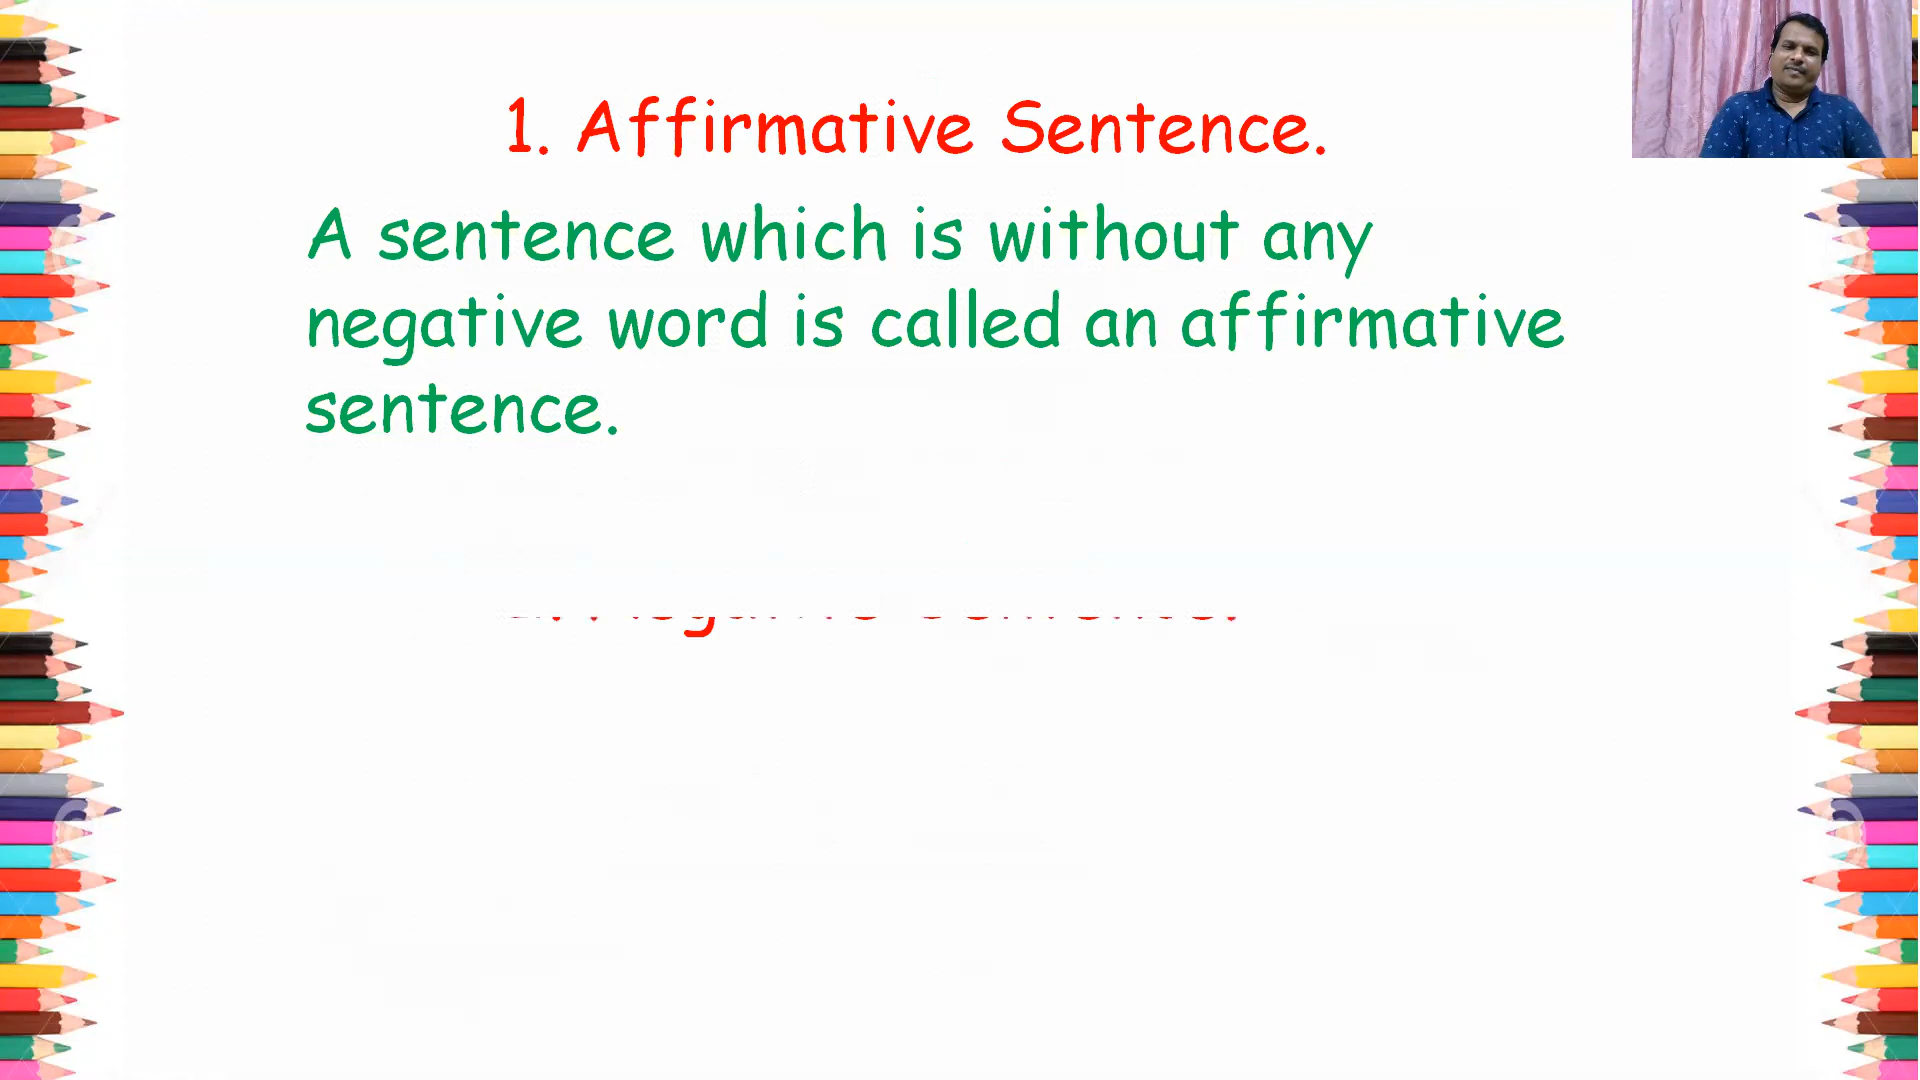 1. Affirmative Sentence.
A sentence which is without any
negative word is called an affirmative
sentence.